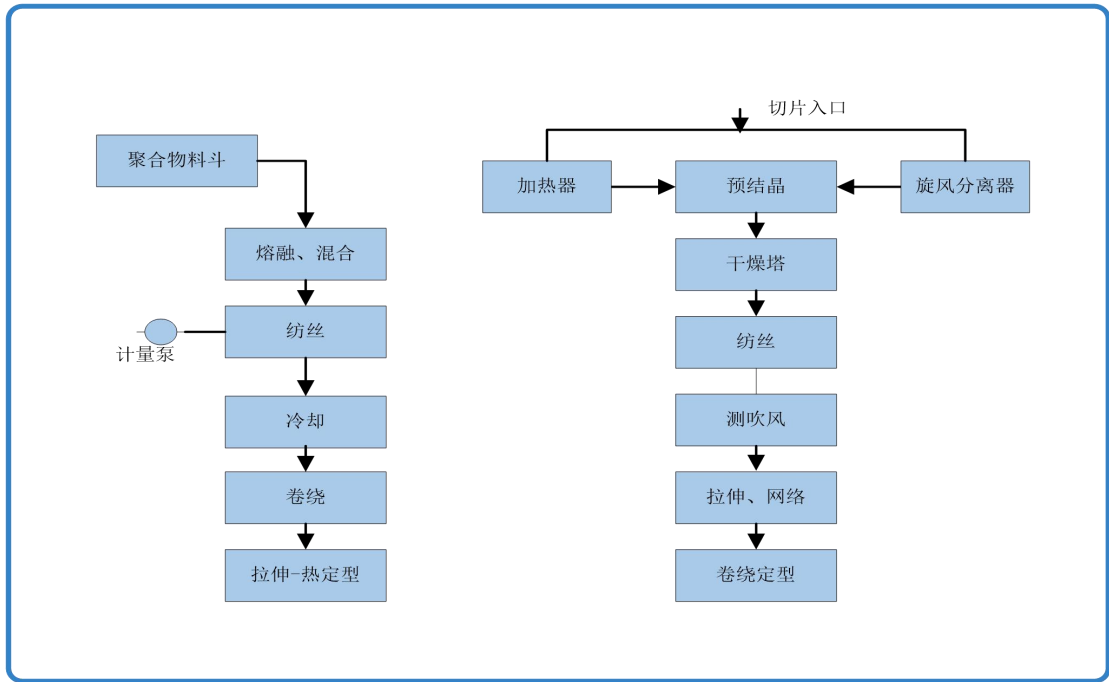 聚合物料斗
熔融、混合
纺丝
计量泵
冷却
卷绕
拉伸-热定型
切片入口
加热器
预结晶
旋风分离器
干燥塔
纺丝
测吹风
拉伸、网络
卷绕定型